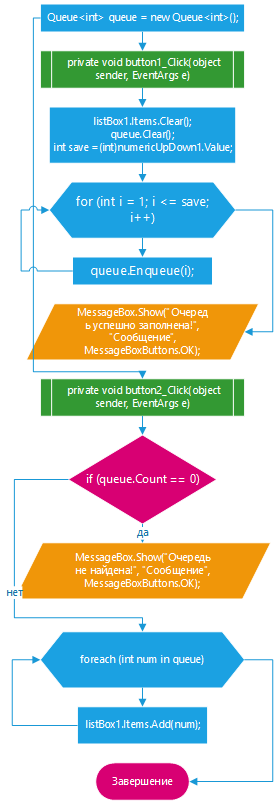 Queue<int> queue = new Queue<int>();
private void button1_Click(object
sender, EventArgs e)
listBox1.Items.Clear();
queue.Clear();
int save = (int)numericUpDown1.Value;
for (int i = 1; i <= save;
i++)
queue.Enqueue(i);
MessageBox.Show("Очеред
ь успешно заполнена!",
"Сообщение",
MessageBoxButtons.OK);
private void button2_Click(object
sender, EventArgs e)
if (queue.Count == 0)
да
MessageBox.Show("Очередь
не найдена!", "Сообщение",
MessageBoxButtons.OK);
нет
foreach (int num in queue)
listBox1.Items.Add(num);
Завершение